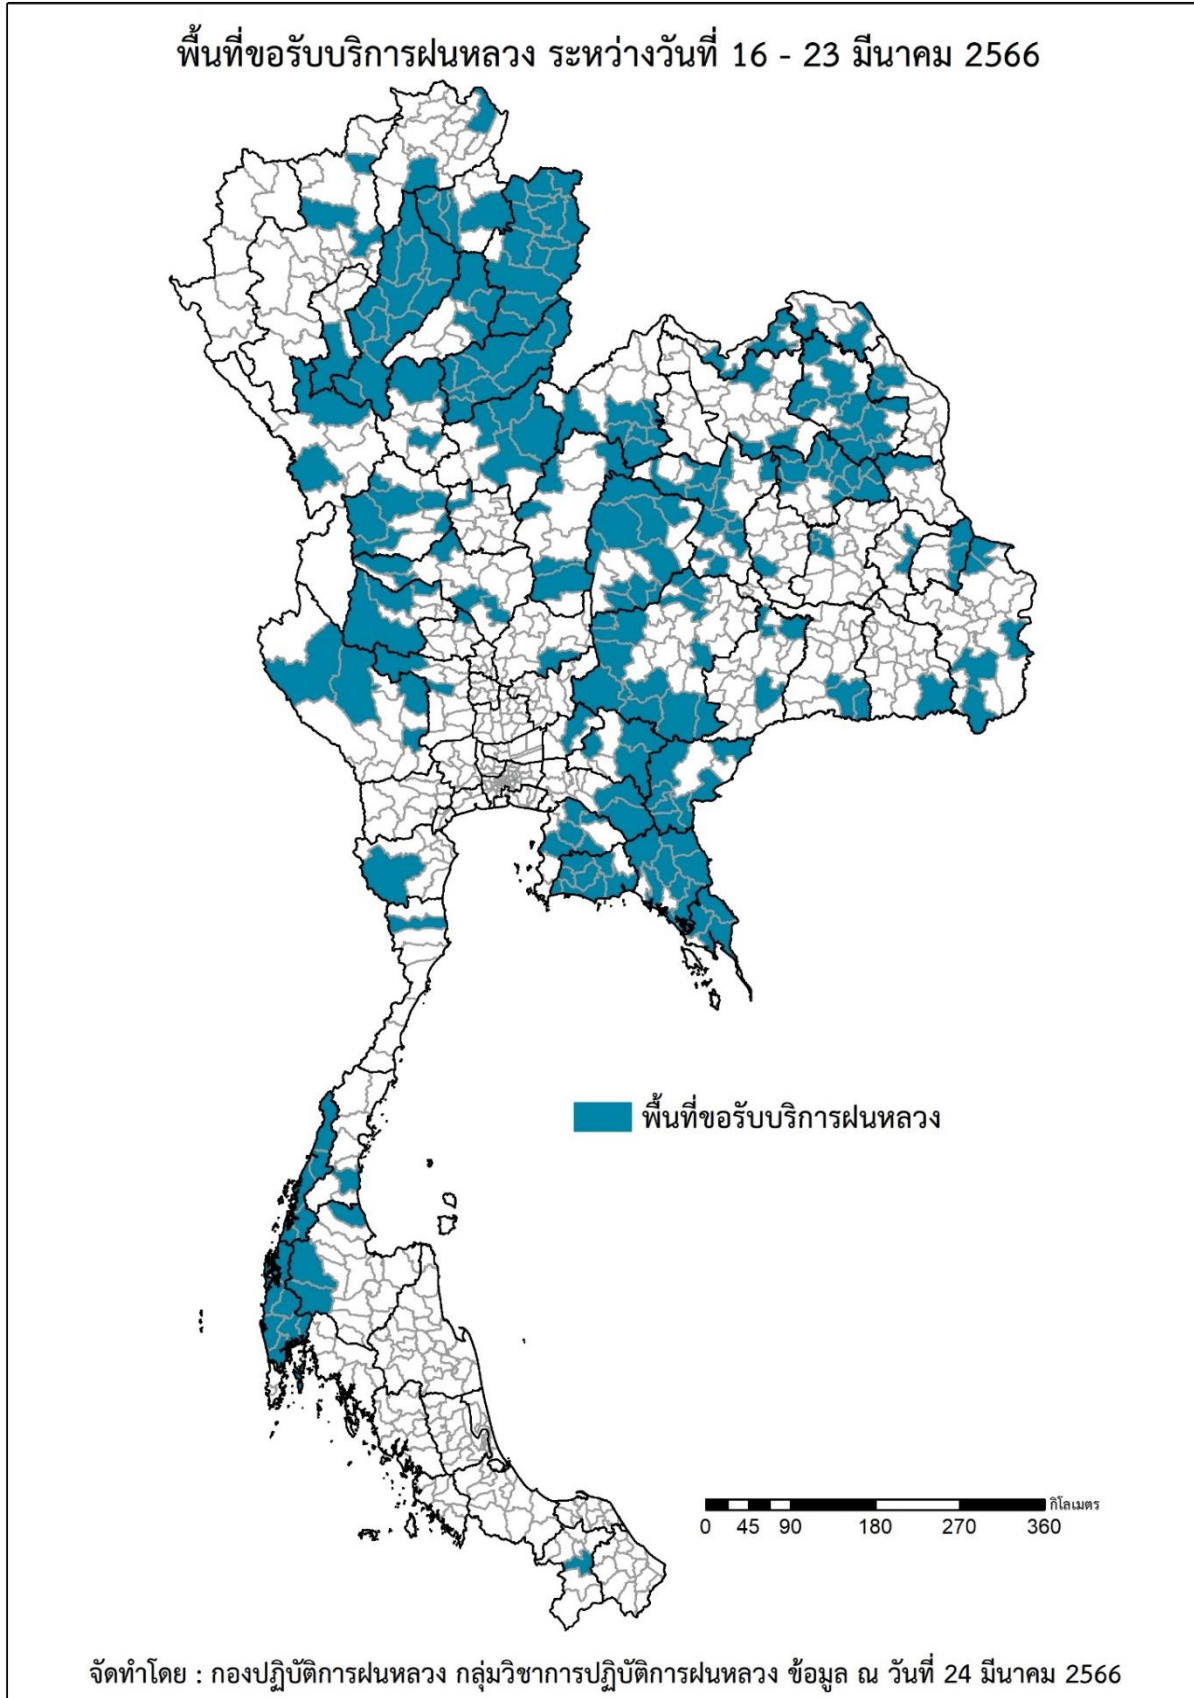 พื้นที่ขอรับบริการฝนหลวง ระหว่างวันที่ 16 - 23 มีนาคม 2566
พื้นที่ขอรับบริการฝนหลวง
กิโลเมตร
0 45 90 180 270 360
จัดทำโดย : กองปฏิบัติการฝนหลวง กลุ่มวิชาการปฏิบัติการฝนหลวง ข้อมูล ณ วันที่ 24 มีนาคม 2566